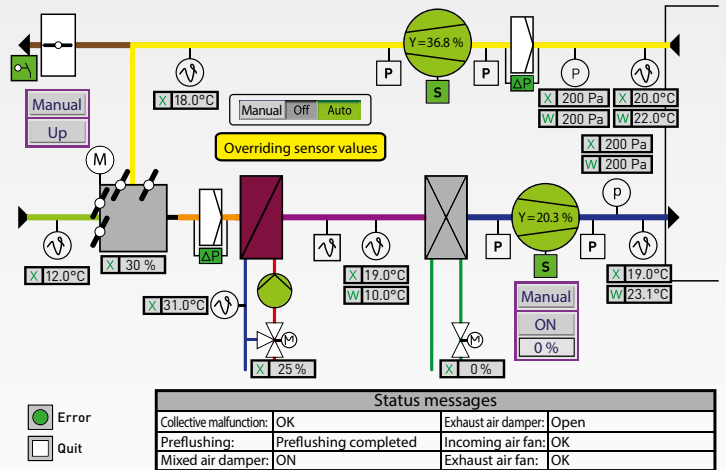 Y=36.8 %
P
P
P
S
ΔP
X 18.0°C
X 200 Pa
W 200 Pa
X 20.0°C
W 22.0°C
Manual
Up
Manual Off Auto
Overriding sensor values
X 200 Pa
W 200 Pa
M
p
Y=20.3 %
P
P
S
ΔP
X 12.0°C
X 30 %
X 19.0°C
W 10.0°C
X 19.0°C
W 23.1°C
X 31.0°C
Manual
ON
0 %
M
M
X 25 %
X 0 %
Status messages
Collective malfunction: OK Exhaust air damper: Open
Preflushing: Preflushing completed Incoming air fan: OK
Mixed air damper: ON Exhaust air fan: OK
Error
Quit